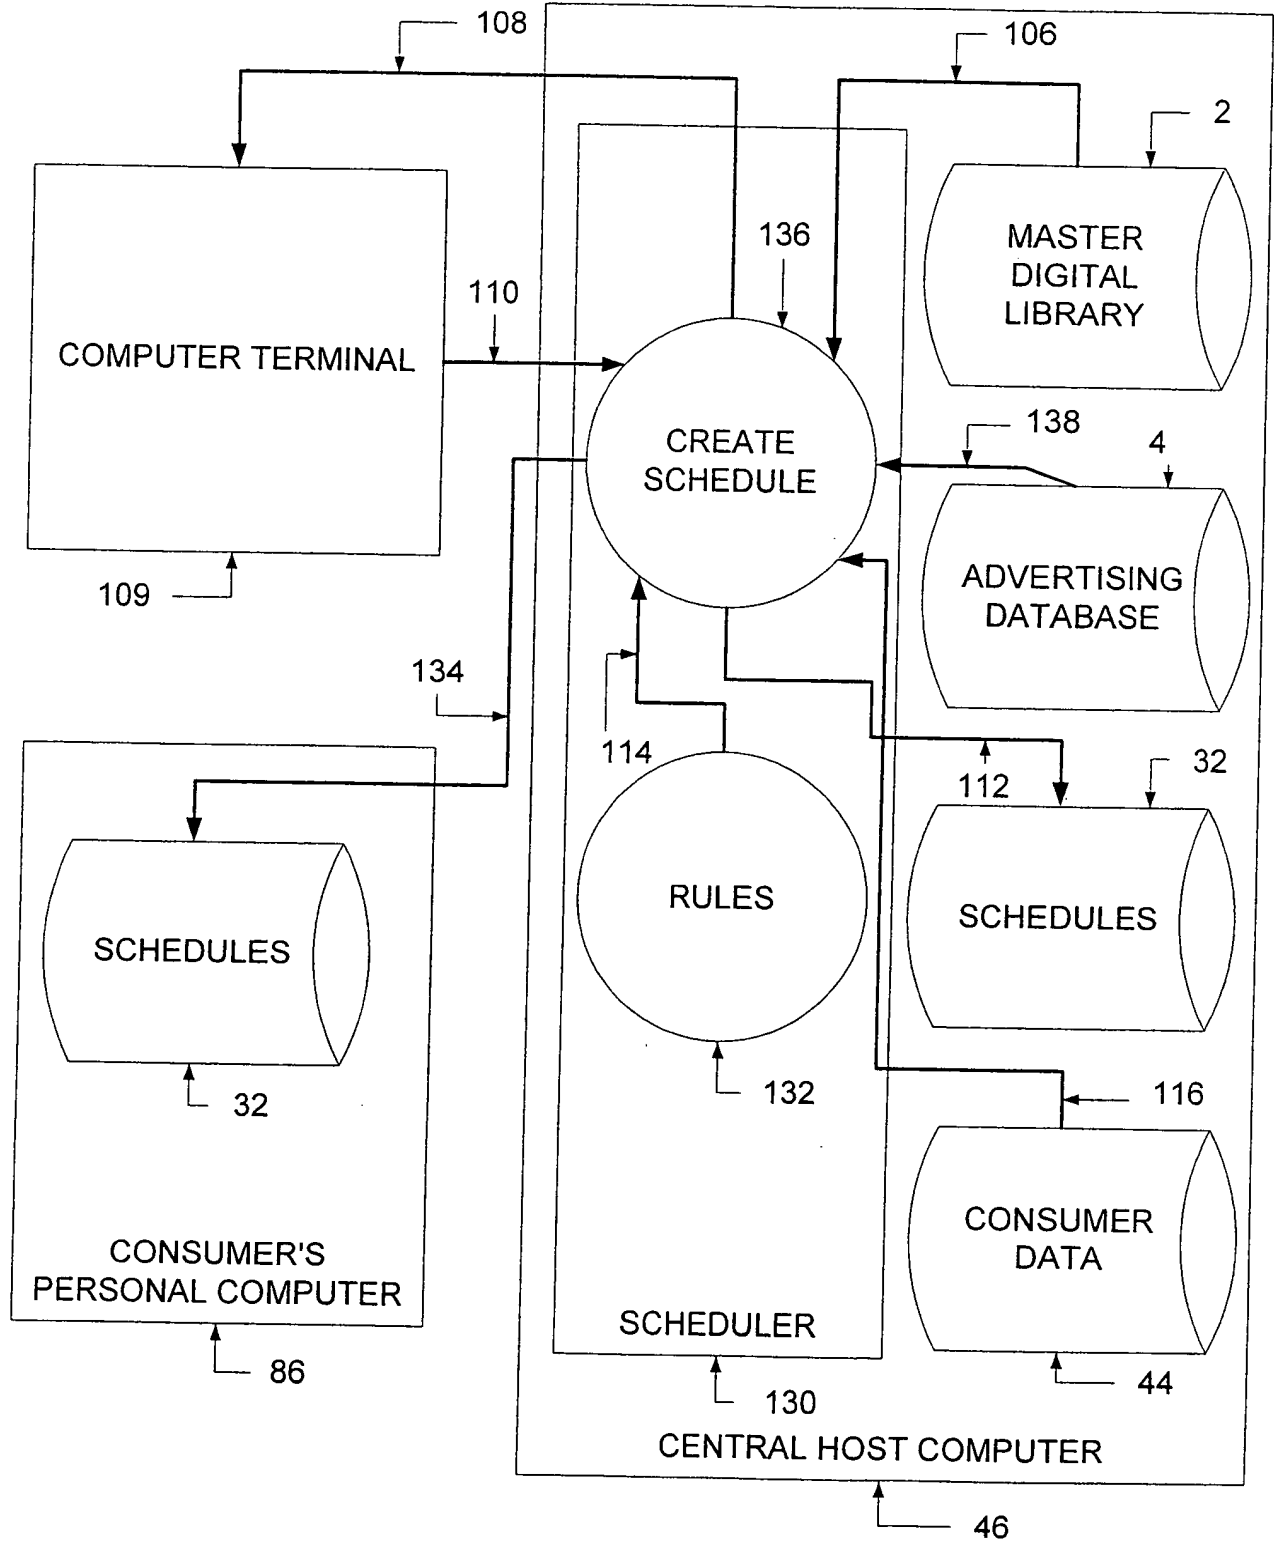 108
106
2
MASTER
DIGITAL
LIBRARY
136
110
COMPUTER TERMINAL
138
4
CREATE
SCHEDULE
ADVERTISING
DATABASE
109
134
114
112
32
RULES
SCHEDULES
SCHEDULES
32
132
116
CONSUMER
DATA
CONSUMER'S
PERSONAL COMPUTER
SCHEDULER
86
44
130
CENTRAL HOST COMPUTER
46